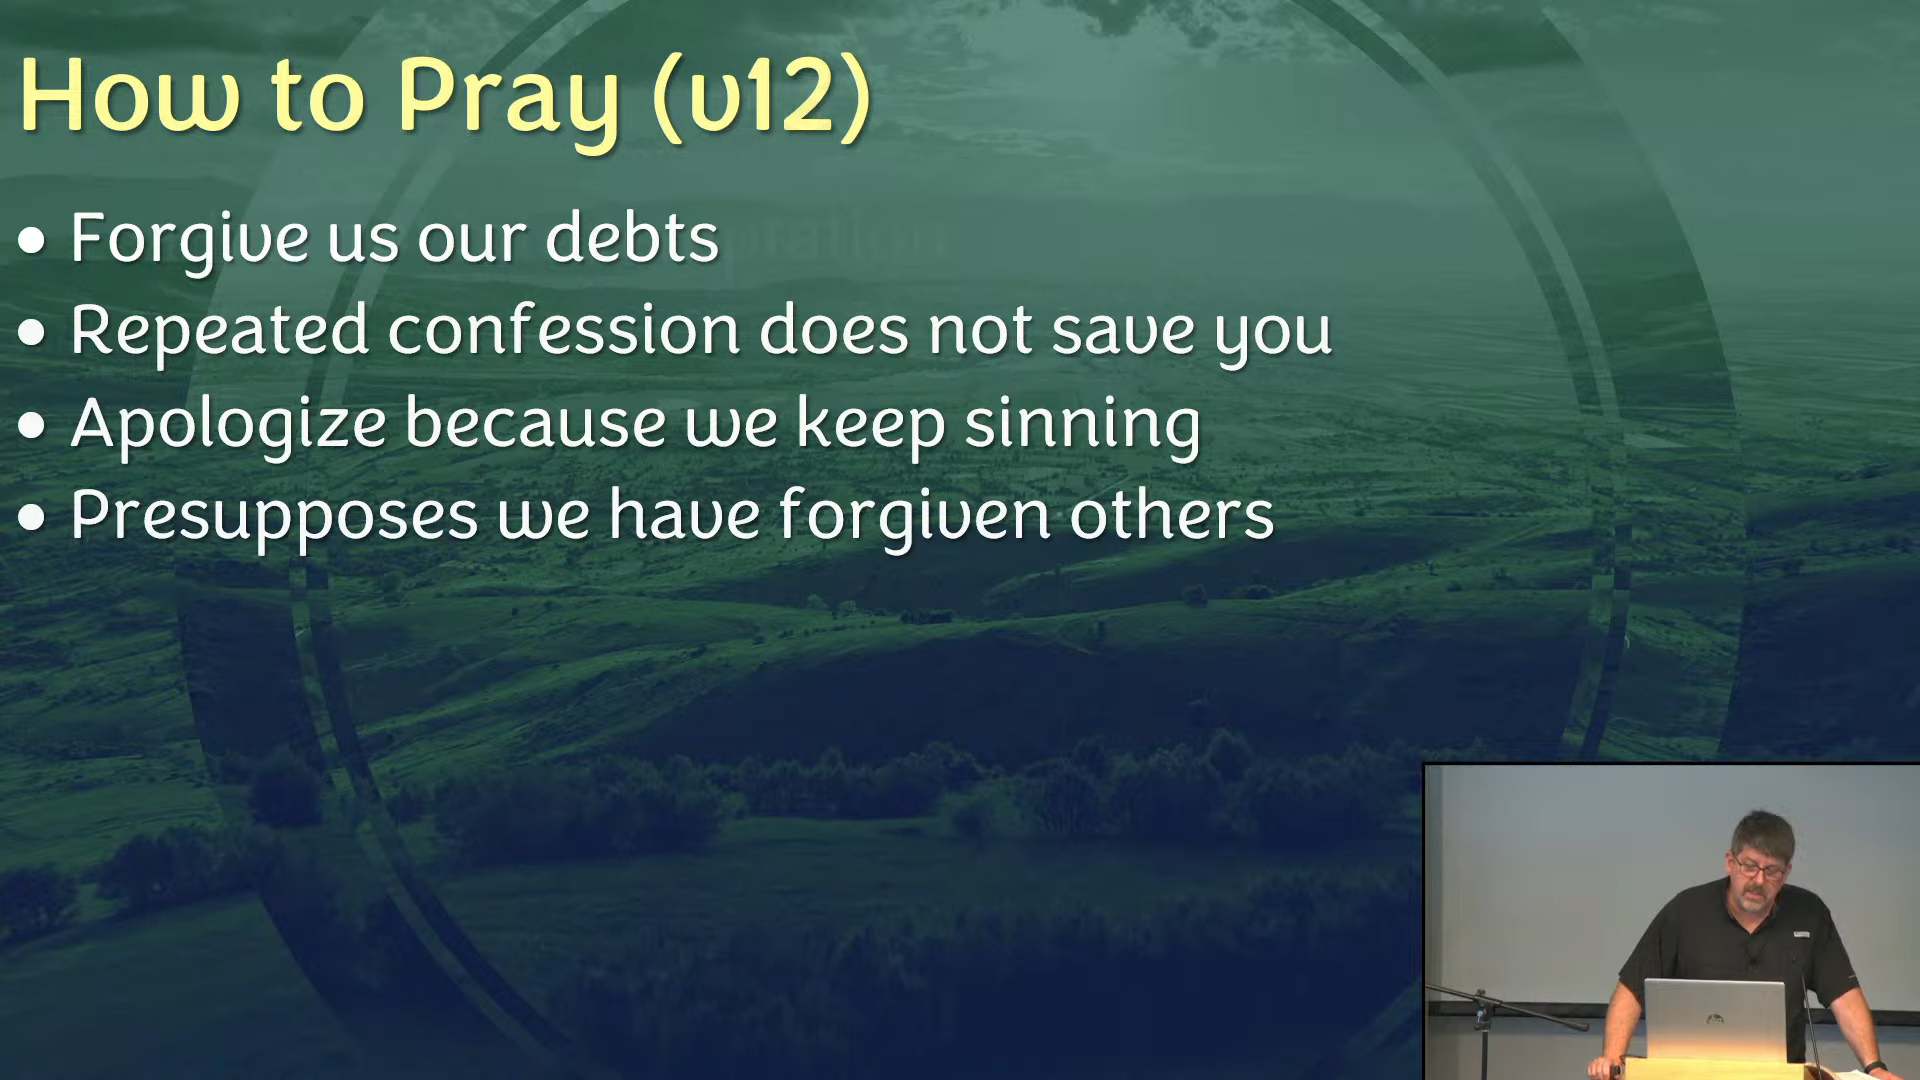 How to Pray (v12)
• Forgive us our debts
• Repeated confession does not save you
• Apologize because we keep sinning
• Presupposes we have forgiven others